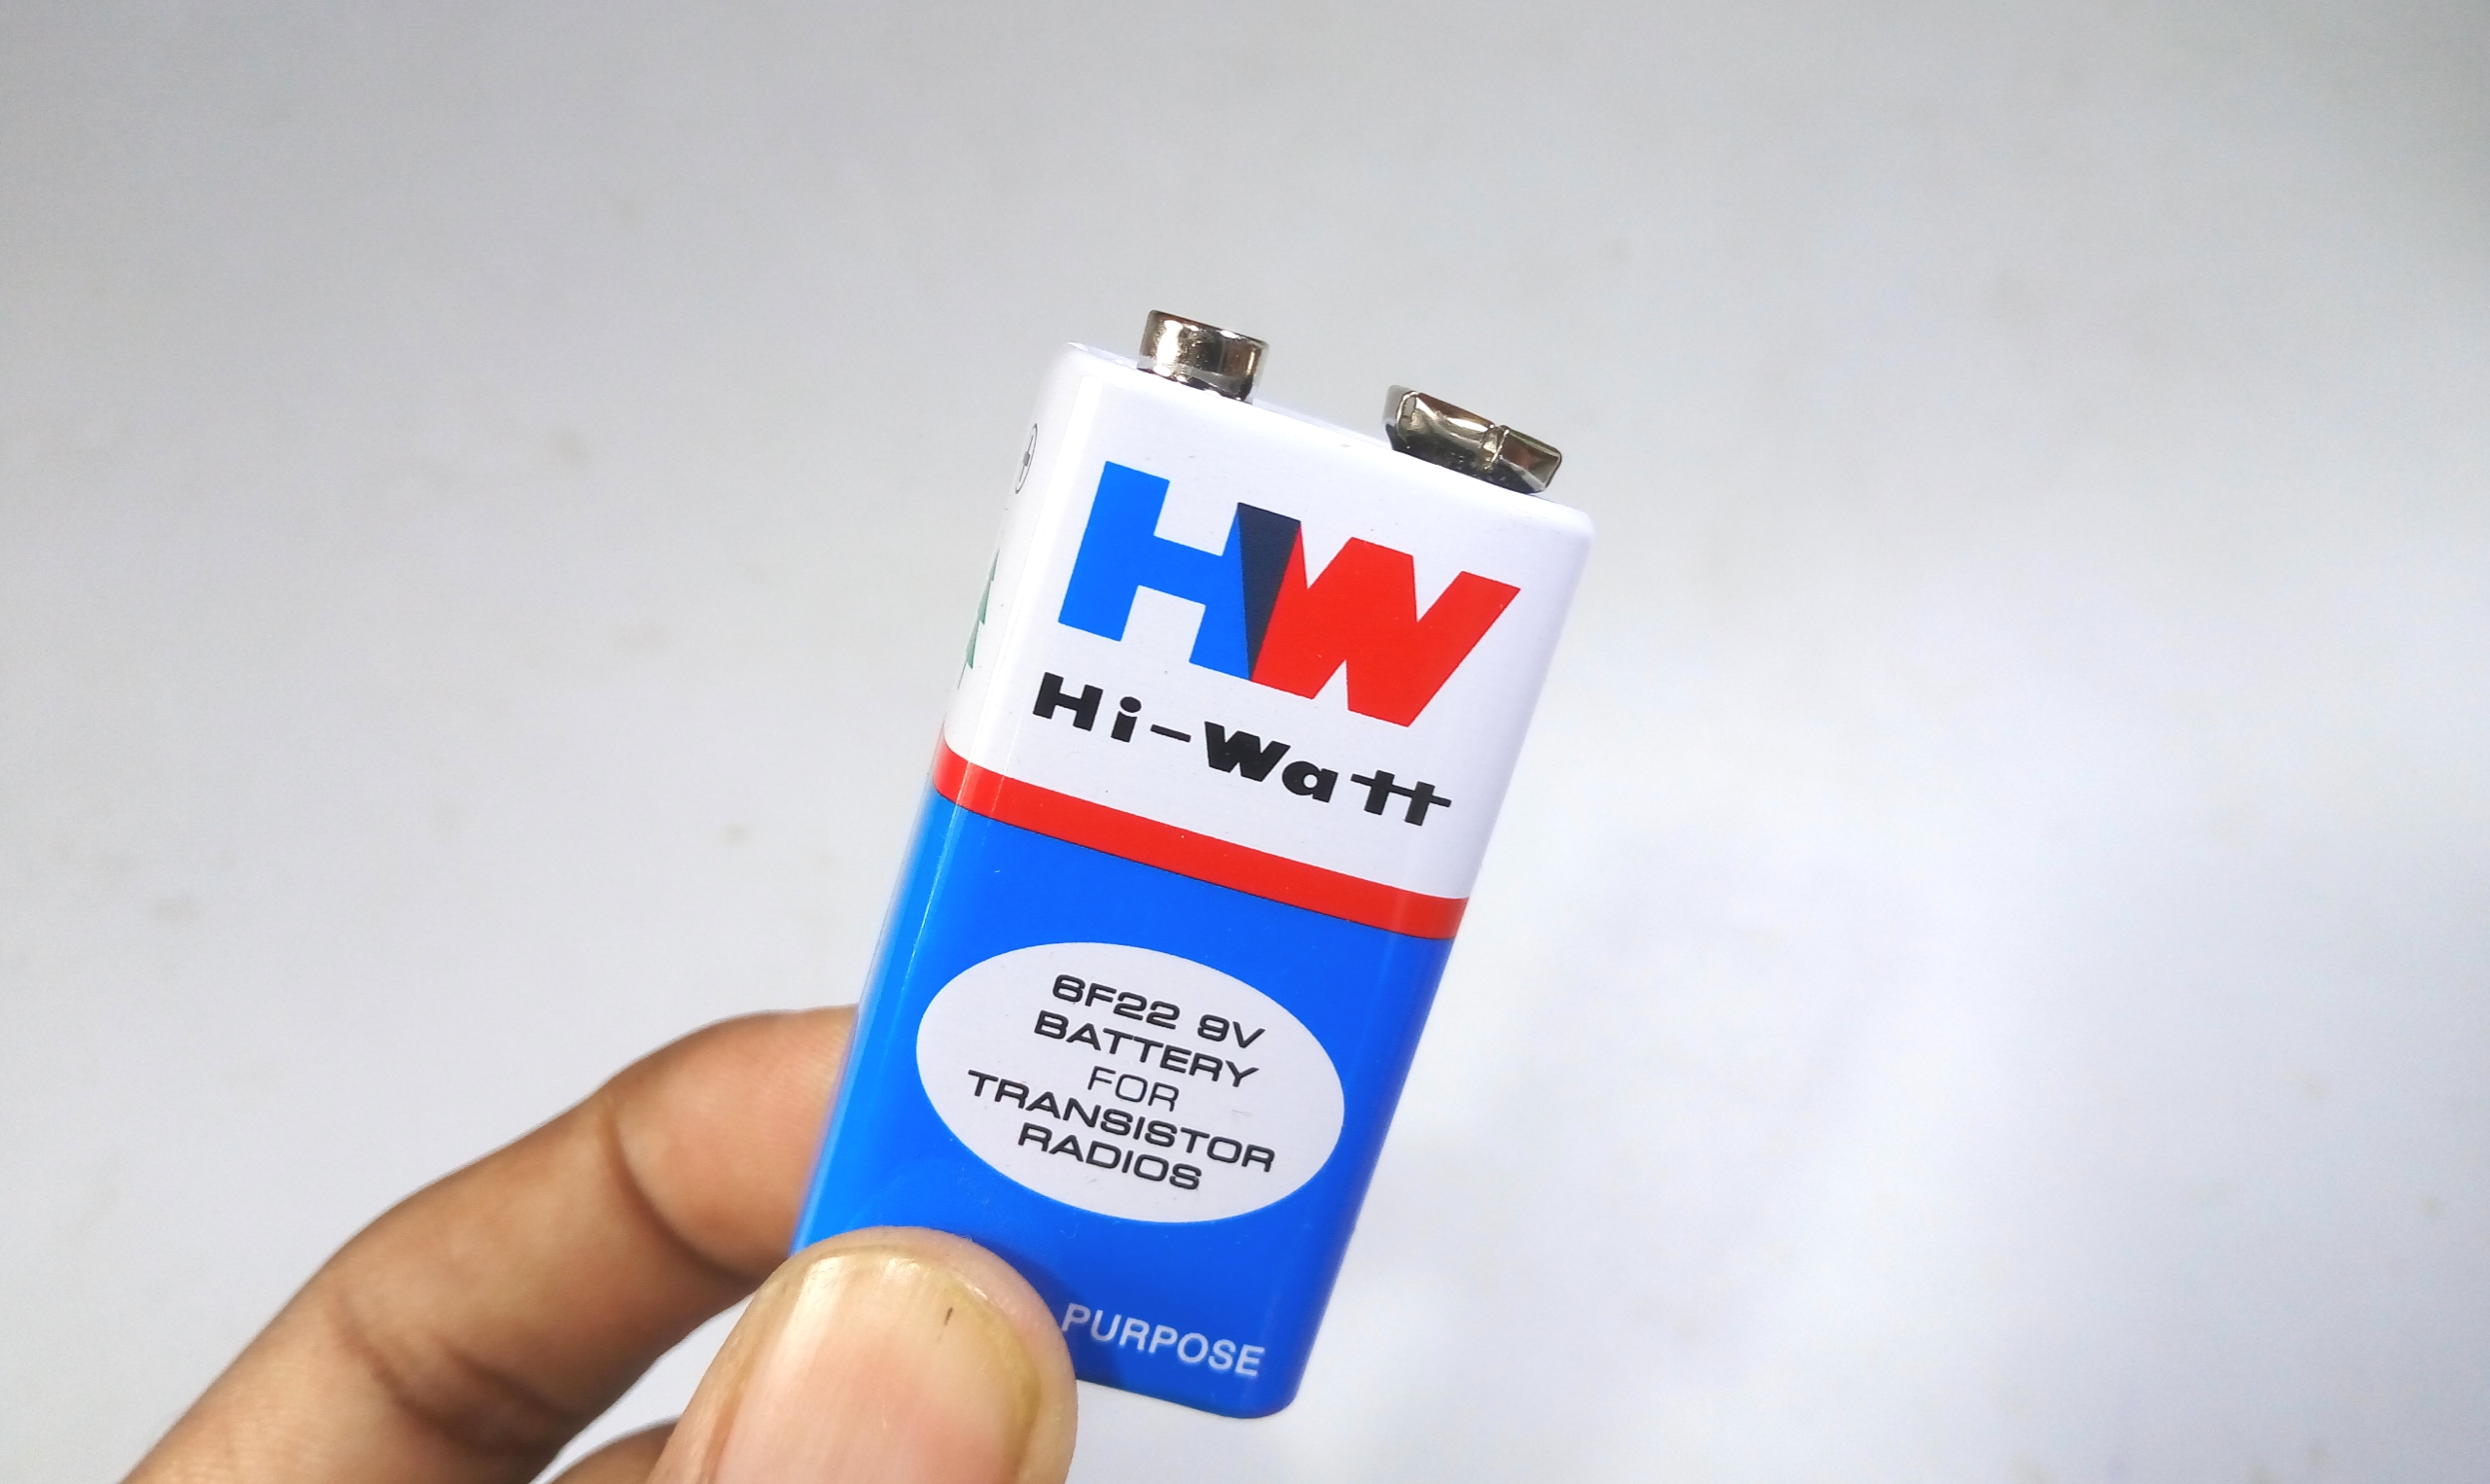 HW
Hi-Watt
6F22 9V
BATTERY
FOR
TRANSISTOR
RADIOS
PURPOSE